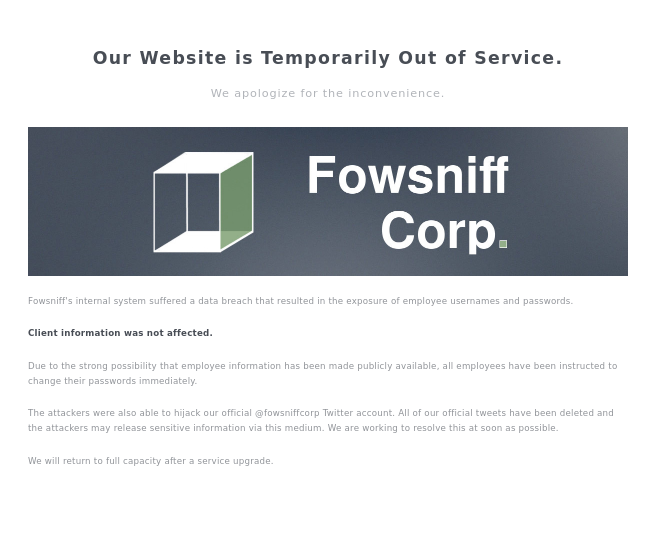 Our Website is Temporarily Out of Service.
We apologize for the inconvenience.
Fowsniff
Corp.
Fowsniff's internal system suffered a data breach that resulted in the exposure of employee usernames and passwords.
Client information was not affected.
Due to the strong possibility that employee information has been made publicly available, all employees have been instructed to
change their passwords immediately.
The attackers were also able to hijack our official @fowsniffcorp Twitter account. All of our official tweets have been deleted and
the attackers may release sensitive information via this medium. We are working to resolve this at soon as possible.
We will return to full capacity after a service upgrade.